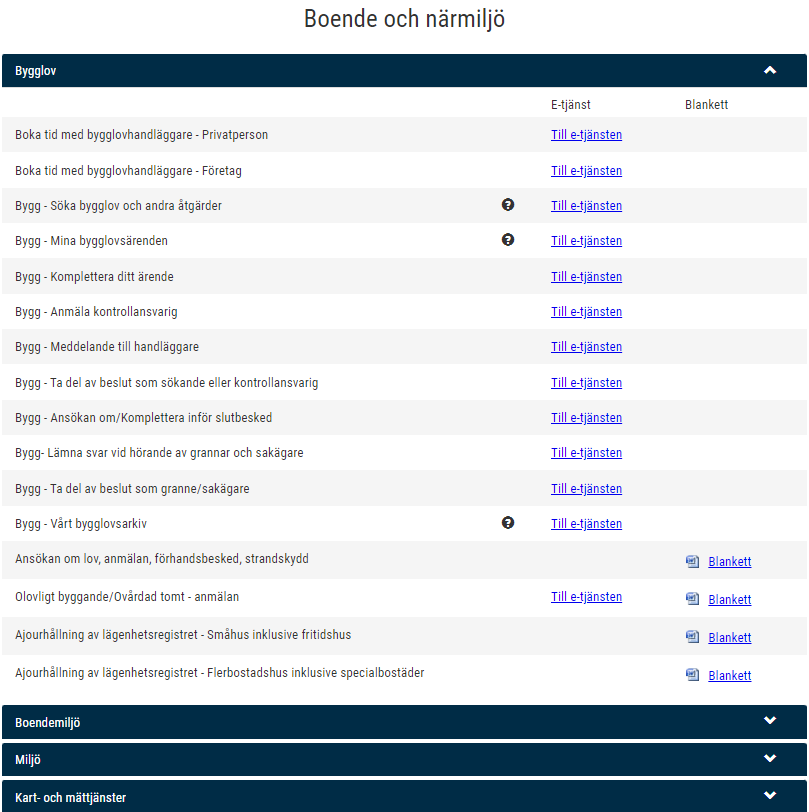 Boende och närmiljö
Bygglov
E-tjänst Blankett
Boka tid med bygglovhandläggare - Privatperson Till e-tjänsten
Boka tid med bygglovhandläggare - Företag Till e-tjänsten
Bygg - Söka bygglov och andra åtgärder ? Till e-tjänsten
Bygg - Mina bygglovsärenden ? Till e-tjänsten
Bygg - Komplettera ditt ärende Till e-tjänsten
Bygg - Anmäla kontrollansvarig Till e-tjänsten
Bygg - Meddelande till handläggare Till e-tjänsten
Bygg - Ta del av beslut som sökande eller kontrollansvarig Till e-tjänsten
Bygg - Ansökan om/Komplettera inför slutbesked Till e-tjänsten
Bygg- Lämna svar vid hörande av grannar och sakägare Till e-tjänsten
Bygg - Ta del av beslut som granne/sakägare Till e-tjänsten
Bygg - Vårt bygglovsarkiv ? Till e-tjänsten
Ansökan om lov, anmälan, förhandsbesked, strandskydd Blankett
Olovligt byggande/Ovårdad tomt - anmälan Till e-tjänsten Blankett
Ajourhållning av lägenhetsregistret - Småhus inklusive fritidshus Blankett
Ajourhållning av lägenhetsregistret - Flerbostadshus inklusive specialbostäder Blankett
Boendemiljö
Miljö
Kart- och mättjänster